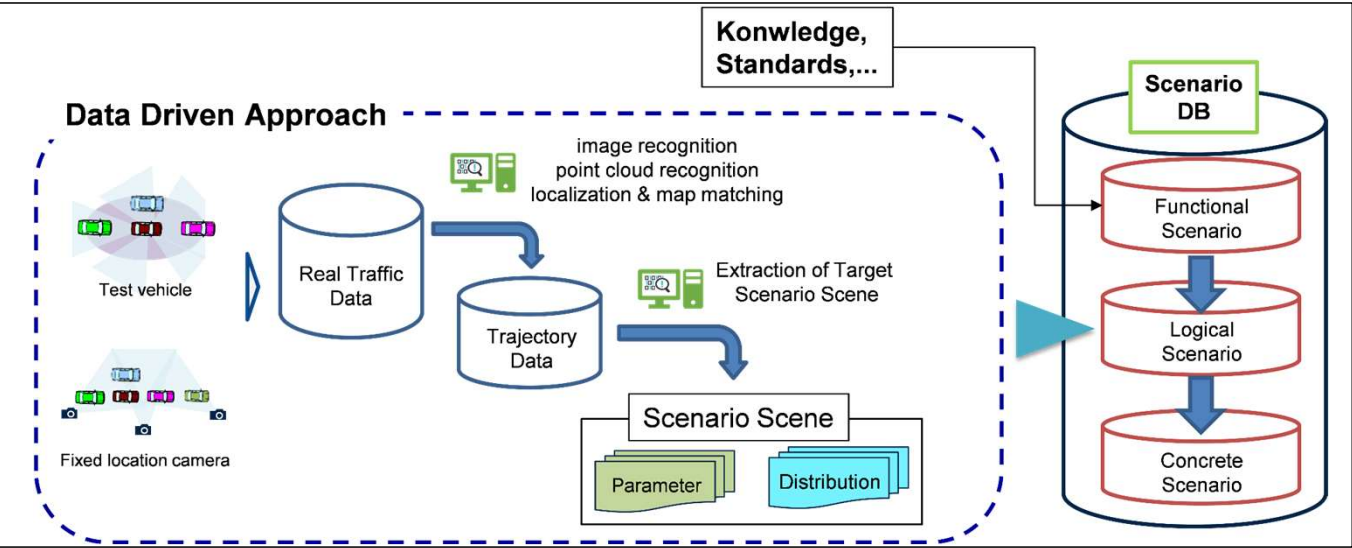 Konwledge,
Standards,...
Scenario
DB
Data Driven Approach
image recognition
point cloud recognition
localization & map matching
Test vehicle
Real Traffic
Data
Extraction of Target
Scenario Scene
Trajectory
Data
Functional
Scenario
Logical
Scenario
Fixed location camera
Scenario Scene
Parameter
Distribution
Concrete
Scenario